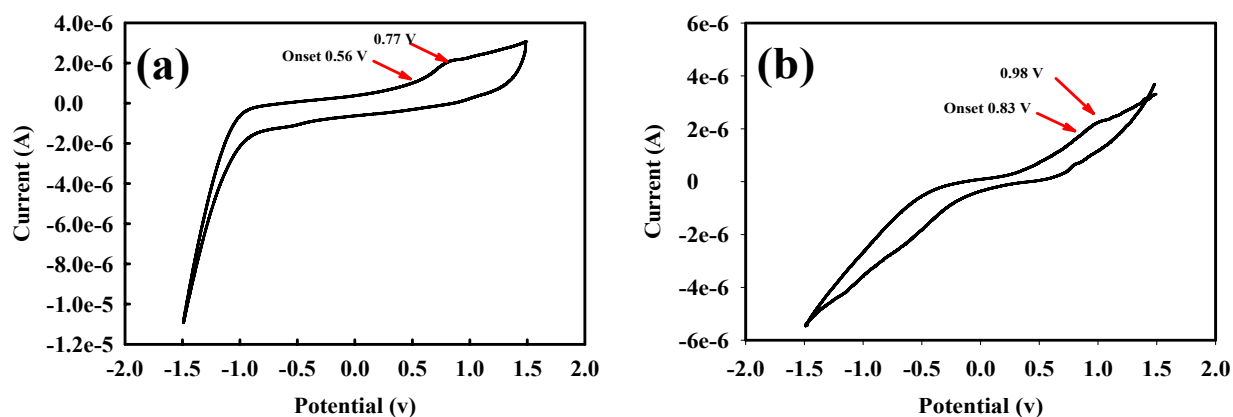 (a)
0.77 V
Onset 0.56 V
4.0e-6
2.0e-6
0.0
-2.0e-6
-4.0e-6
-6.0e-6
-8.0e-6
-1.0e-5
-1.2e-5
Current (A)
-2.0 -1.5 -1.0 -0.5 0.0 0.5 1.0 1.5 2.0
Potential (v)
(b)
0.98 V
Onset 0.83 V
6e-6
4e-6
2e-6
0
-2e-6
-4e-6
-6e-6
Current (A)
-2.0 -1.5 -1.0 -0.5 0.0 0.5 1.0 1.5 2.0
Potential (v)